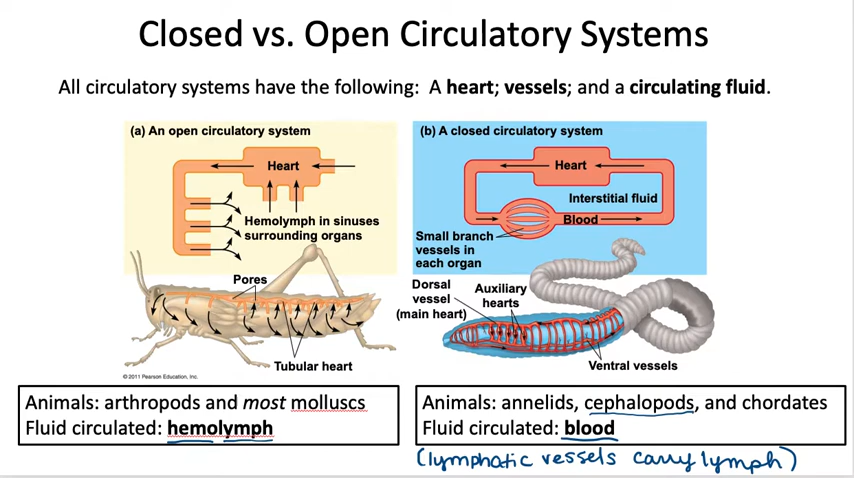 Closed vs. Open Circulatory Systems
All circulatory systems have the following: A heart; vessels; and a circulating fluid.
(a) An open circulatory system
Heart
Hemolymph in sinuses
surrounding organs
Pores
Tubular heart
© 2011 Pearson Education, Inc.
(b) A closed circulatory system
Heart
Interstitial fluid
Blood
Small branch
vessels in
each organ
Dorsal
vessel
(main heart)
Auxiliary
hearts
Ventral vessels
Animals: arthropods and most molluscs
Fluid circulated: hemolymph
Animals: annelids, cephalopods, and chordates
Fluid circulated: blood
(lymphatic vessels carry lymph)